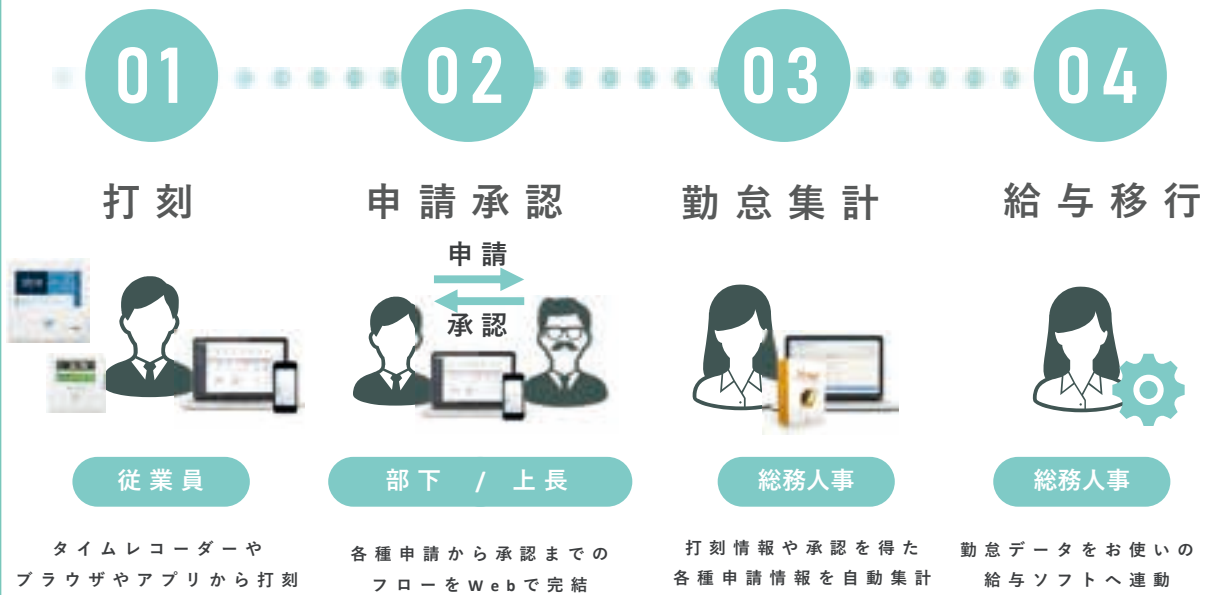 01
02
03
04
打刻
申請承認
勤怠集計
給与移行
申請
承認
従業員
部下 / 上長
総務人事
総務人事
タイムレコーダーや
ブラウザやアプリから打刻
各種申請から承認までの
フローをWebで完結
打刻情報や承認を得た
各種申請情報を自動集計
勤怠データをお使いの
給与ソフトへ連動